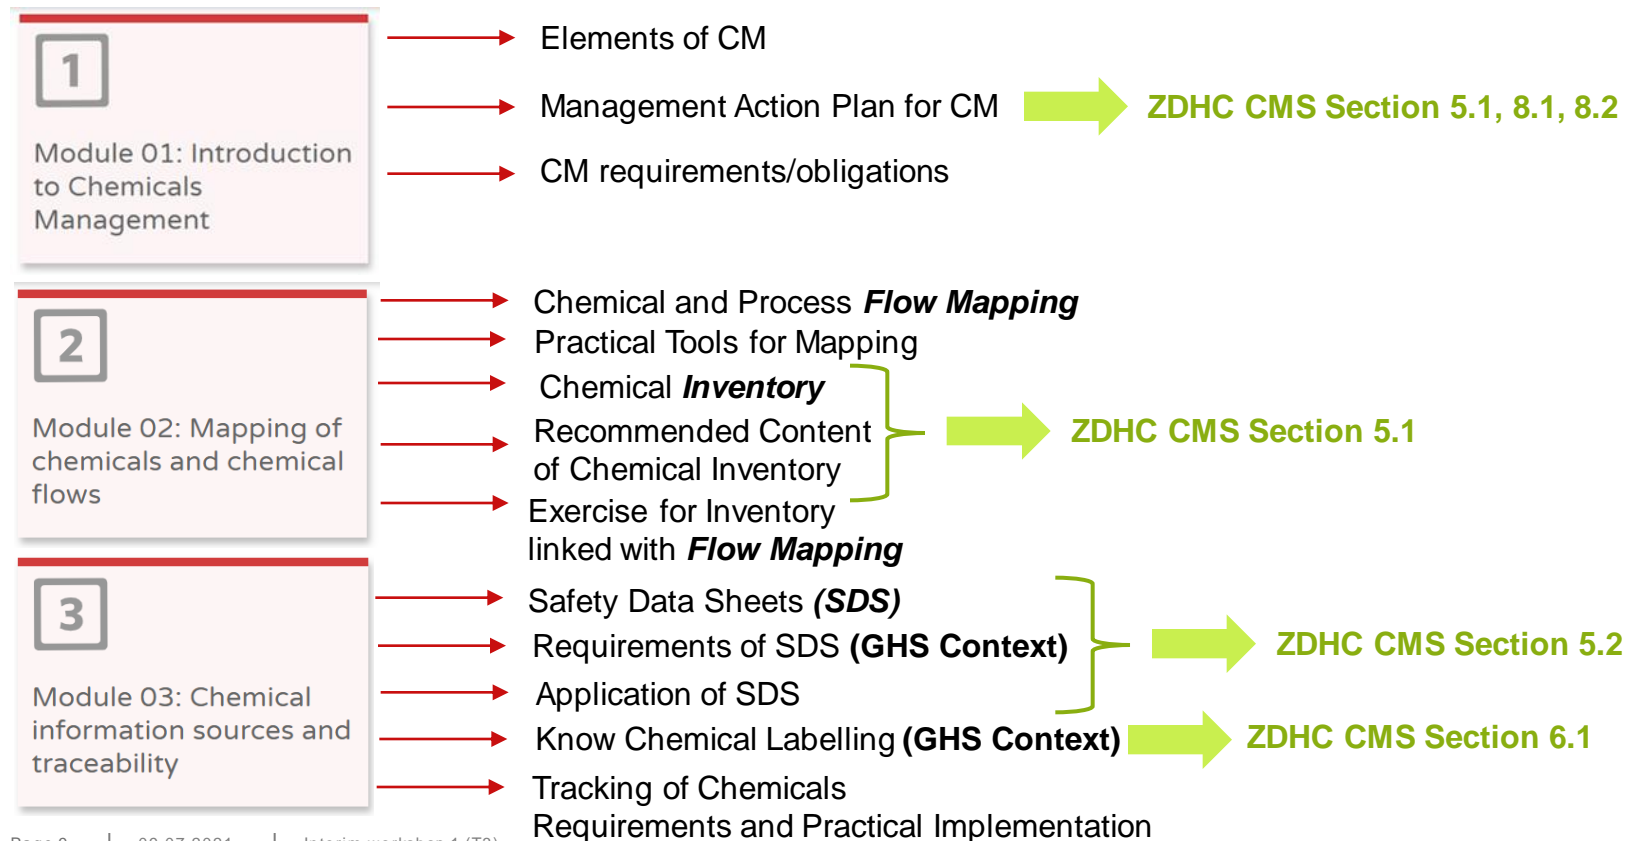 1
Module 01: Introduction
to Chemicals
Management
Elements of CM
Management Action Plan for CM
ZDHC CMS Section 5.1, 8.1, 8.2
CM requirements/obligations
2
Module 02: Mapping of
chemicals and chemical
flows
Chemical and Process Flow Mapping
Practical Tools for Mapping
Chemical Inventory
Recommended Content
of Chemical Inventory
ZDHC CMS Section 5.1
Exercise for Inventory
linked with Flow Mapping
3
Module 03: Chemical
information sources and
traceability
Safety Data Sheets (SDS)
Requirements of SDS (GHS Context)
ZDHC CMS Section 5.2
Application of SDS
Know Chemical Labelling (GHS Context)
ZDHC CMS Section 6.1
Tracking of Chemicals
Requirements and Practical Implementation